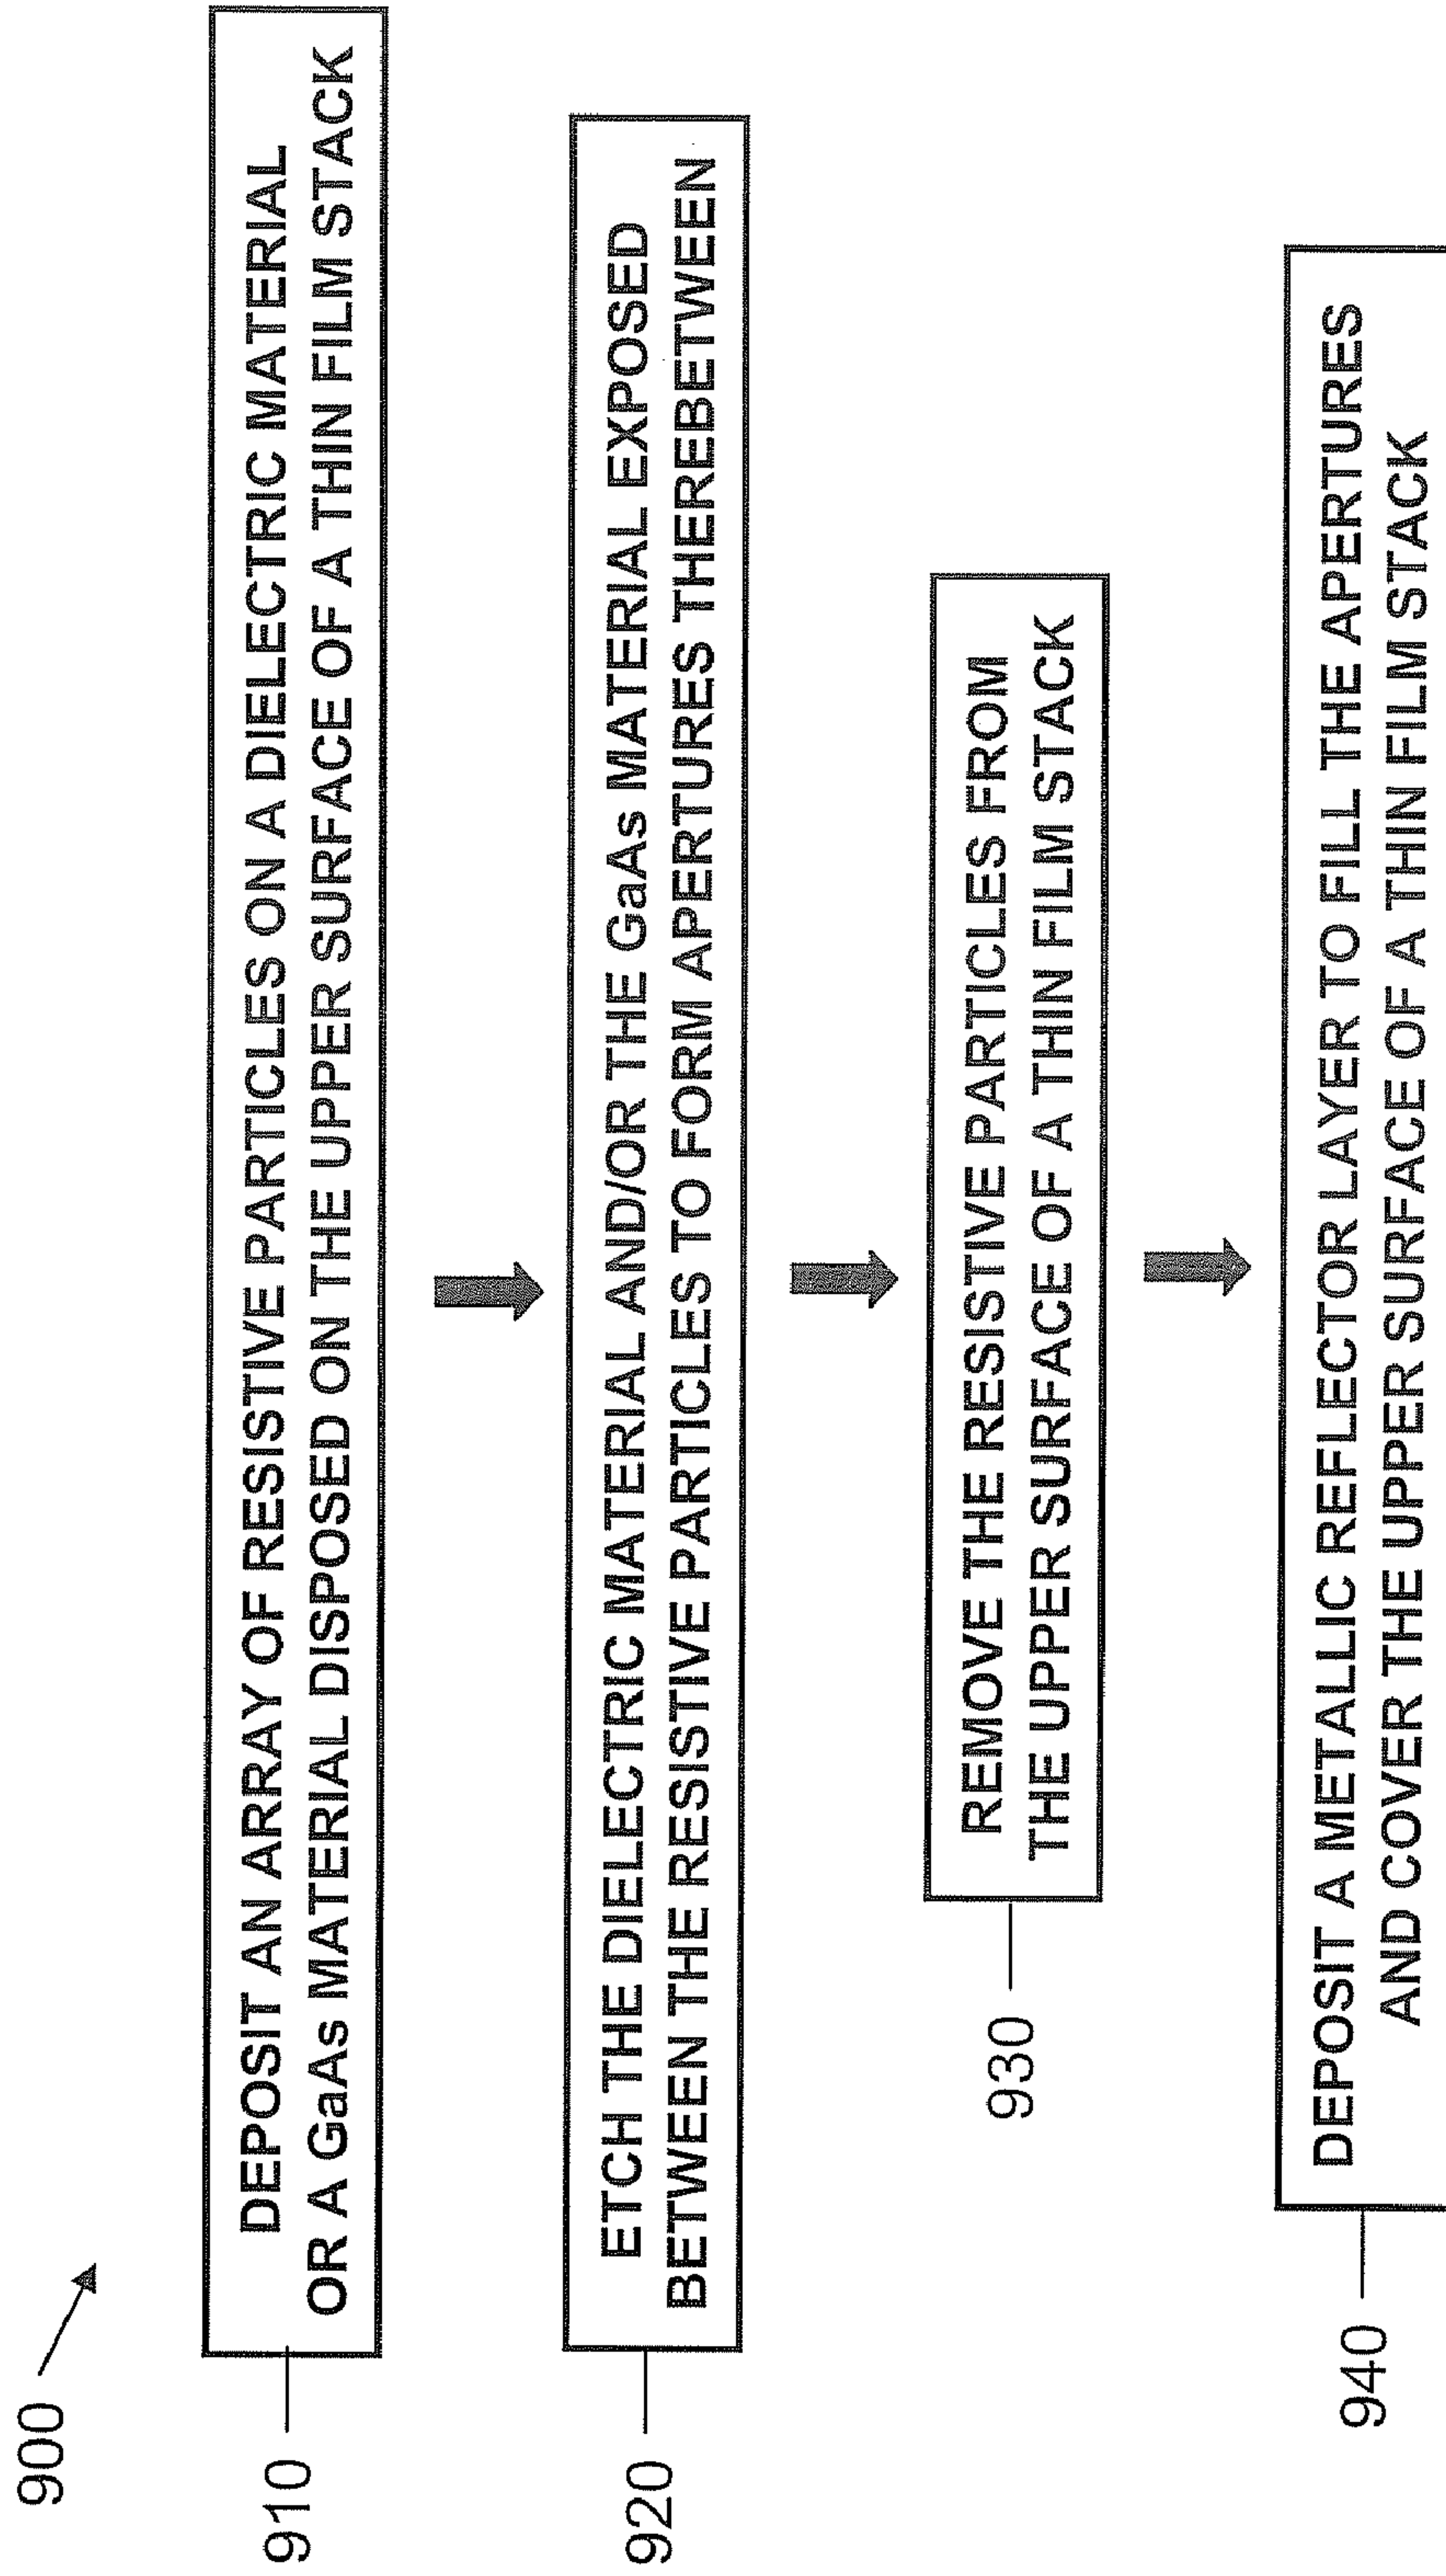 900
910
DEPOSIT AN ARRAY OF RESISTIVE PARTICLES ON A DIELECTRIC MATERIAL
OR A GaAs MATERIAL DISPOSED ON THE UPPER SURFACE OF A THIN FILM STACK
920
ETCH THE DIELECTRIC MATERIAL AND/OR THE GaAs MATERIAL EXPOSED
BETWEEN THE RESISTIVE PARTICLES TO FORM APERTURES THEREBETWEEN
930
REMOVE THE RESISTIVE PARTICLES FROM
THE UPPER SURFACE OF A THIN FILM STACK
940
DEPOSIT A METALLIC REFLECTOR LAYER TO FILL THE APERTURES
AND COVER THE UPPER SURFACE OF A THIN FILM STACK